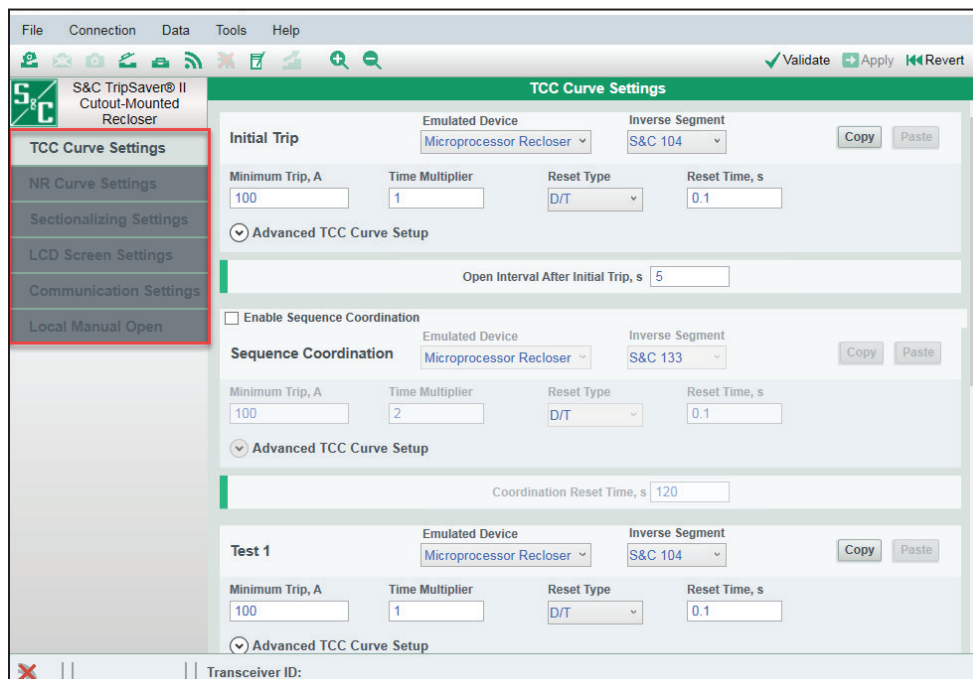 File Connection Data Tools Help
Validate Apply Revert
S&C
S&C TripSaver® II
Cutout-Mounted
Recloser
TCC Curve Settings
NR Curve Settings
Sectionalizing Settings
LCD Screen Settings
Communication Settings
Local Manual Open
TCC Curve Settings
Initial Trip
Emulated Device
Microprocessor Recloser
Inverse Segment
S&C 104
Copy Paste
Minimum Trip, A Time Multiplier Reset Type Reset Time, s
100 1 D/T 0.1
Advanced TCC Curve Setup
Open Interval After Initial Trip, s 5
Enable Sequence Coordination
Sequence Coordination
Emulated Device
Microprocessor Recloser
Inverse Segment
S&C 133
Copy Paste
Minimum Trip, A Time Multiplier Reset Type Reset Time, s
100 2 D/T 0.1
Advanced TCC Curve Setup
Coordination Reset Time, s 120
Test 1
Emulated Device
Microprocessor Recloser
Inverse Segment
S&C 104
Copy Paste
Minimum Trip, A Time Multiplier Reset Type Reset Time, s
100 1 D/T 0.1
Advanced TCC Curve Setup
Transceiver ID: